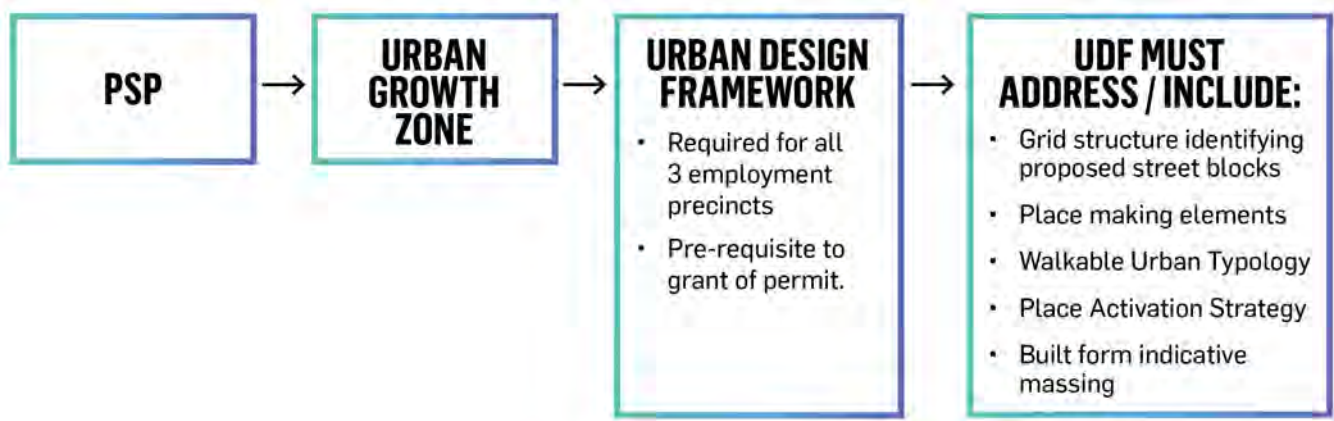 PSP
URBAN
GROWTH
ZONE
URBAN DESIGN
FRAMEWORK
• Required for all
3 employment
precincts
• Pre-requisite to
grant of permit.
UDF MUST
ADDRESS / INCLUDE:
• Grid structure identifying
proposed street blocks
• Place making elements
• Walkable Urban Typology
• Place Activation Strategy
• Built form indicative
massing